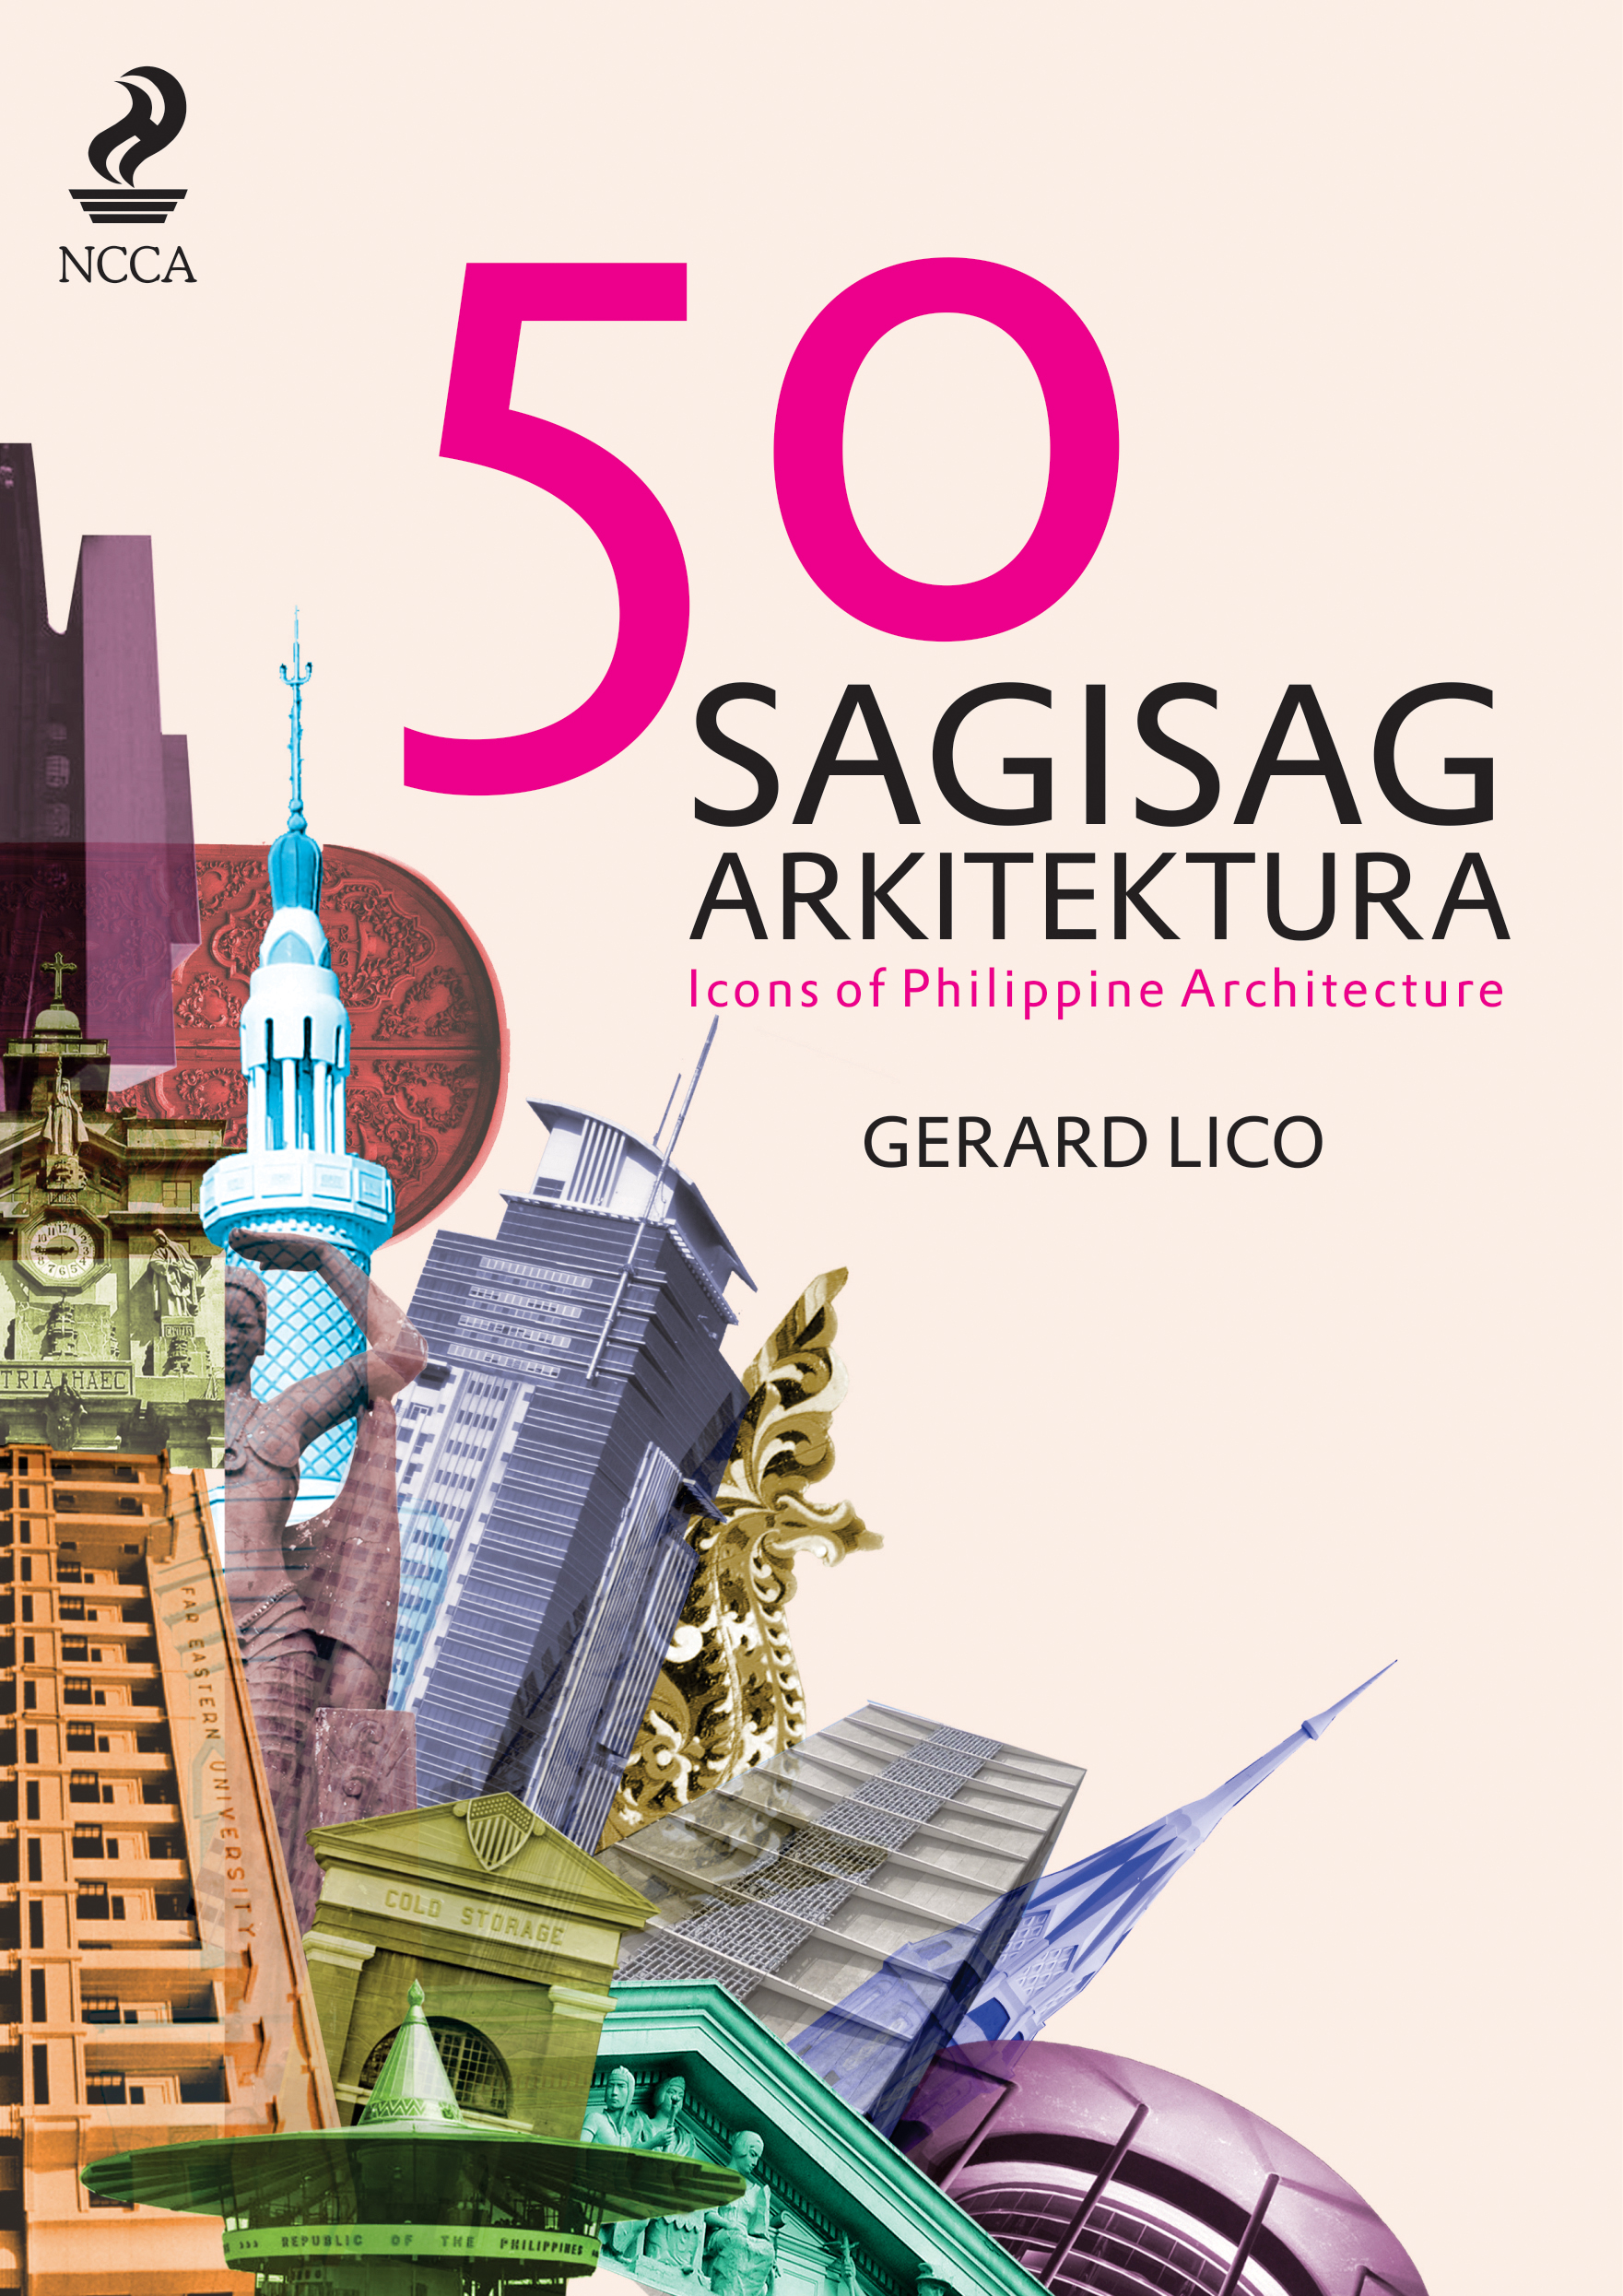 NCCA
50
SAGISAG
ARKITEKTURA
Icons of Philippine Architecture
GERARD LICO
TRIA HAEC
FAR EASTERN UNIVERSITY
COLD STORAGE
REPUBLIC OF THE PHILIPPINES